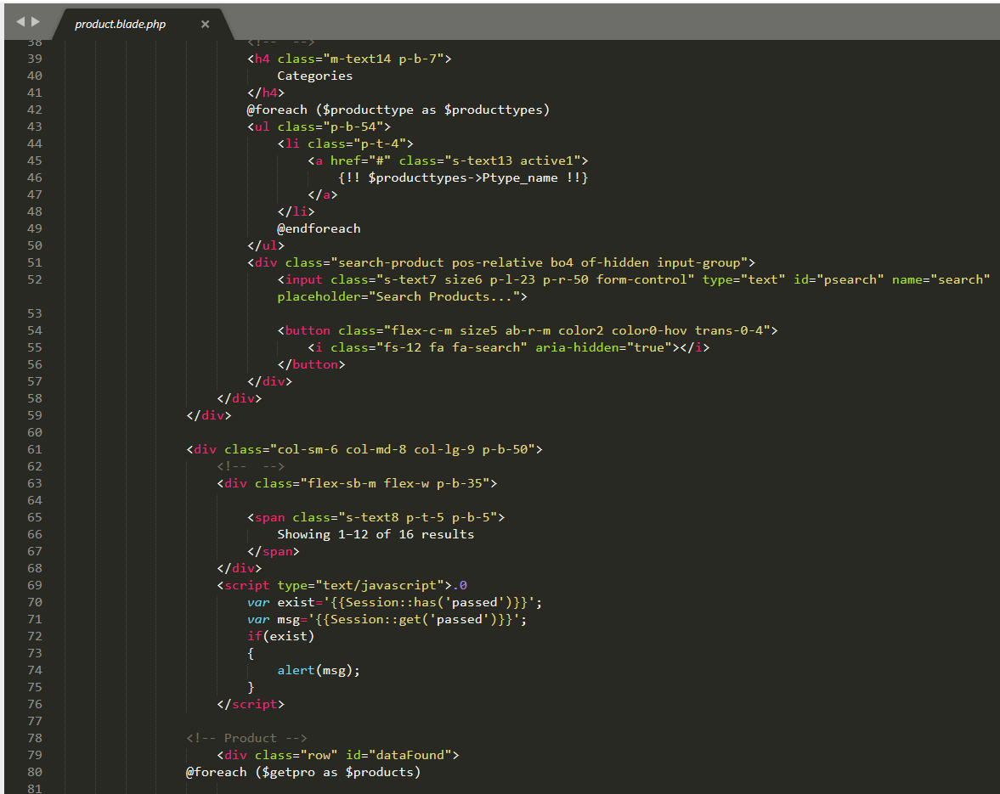 product.blade.php ×
38 <!--  -->
39 <h4 class="m-text14 p-b-7">
40 Categories
41 </h4>
42 @foreach ($producttype as $producttypes)
43 <ul class="p-b-54">
44 <li class="p-t-4">
45 <a href="#" class="s-text13 active1">
46 {!! $producttypes->Ptype_name !!}
47 </a>
48 </li>
49 @endforeach
50 </ul>
51 <div class="search-product pos-relative bo4 of-hidden input-group">
52 <input class="s-text7 size6 p-l-23 p-r-50 form-control" type="text" id="psearch" name="search"
placeholder="Search Products...">
53
54 <button class="flex-c-m size5 ab-r-m color2 color0-hov trans-0-4">
55 <i class="fs-12 fa fa-search" aria-hidden="true"></i>
56 </button>
57 </div>
58 </div>
59 </div>
60
61 <div class="col-sm-6 col-md-8 col-lg-9 p-b-50">
62 <!--  -->
63 <div class="flex-sb-m flex-w p-b-35">
64
65 <span class="s-text8 p-t-5 p-b-5">
66 Showing 1–12 of 16 results
67 </span>
68 </div>
69 <script type="text/javascript">.0
70 var exist='{{Session::has('passed')}}';
71 var msg='{{Session::get('passed')}}';
72 if(exist)
73 {
74 alert(msg);
75 }
76 </script>
77
78 <!-- Product -->
79 <div class="row" id="dataFound">
80 @foreach ($getpro as $products)
81